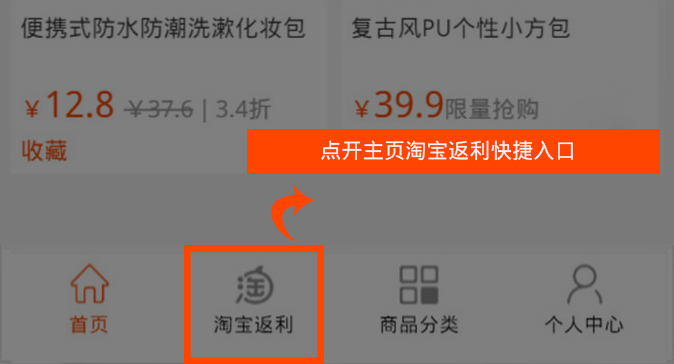 便携式防水防潮洗漱化妆包
复古风PU个性小方包
￥12.8 ￥37.6 | 3.4折
￥39.9限量抢购
收藏
点开主页淘宝返利快捷入口
淘
首页
淘宝返利
商品分类
个人中心